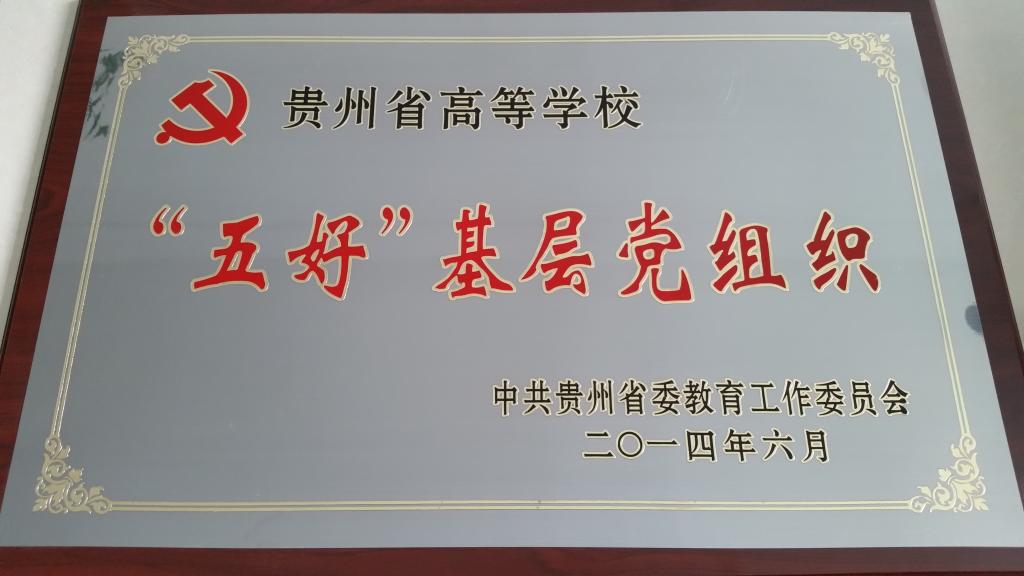 贵州省高等学校
“五好”基层党组织
中共贵州省委教育工作委员会
二〇一四年六月